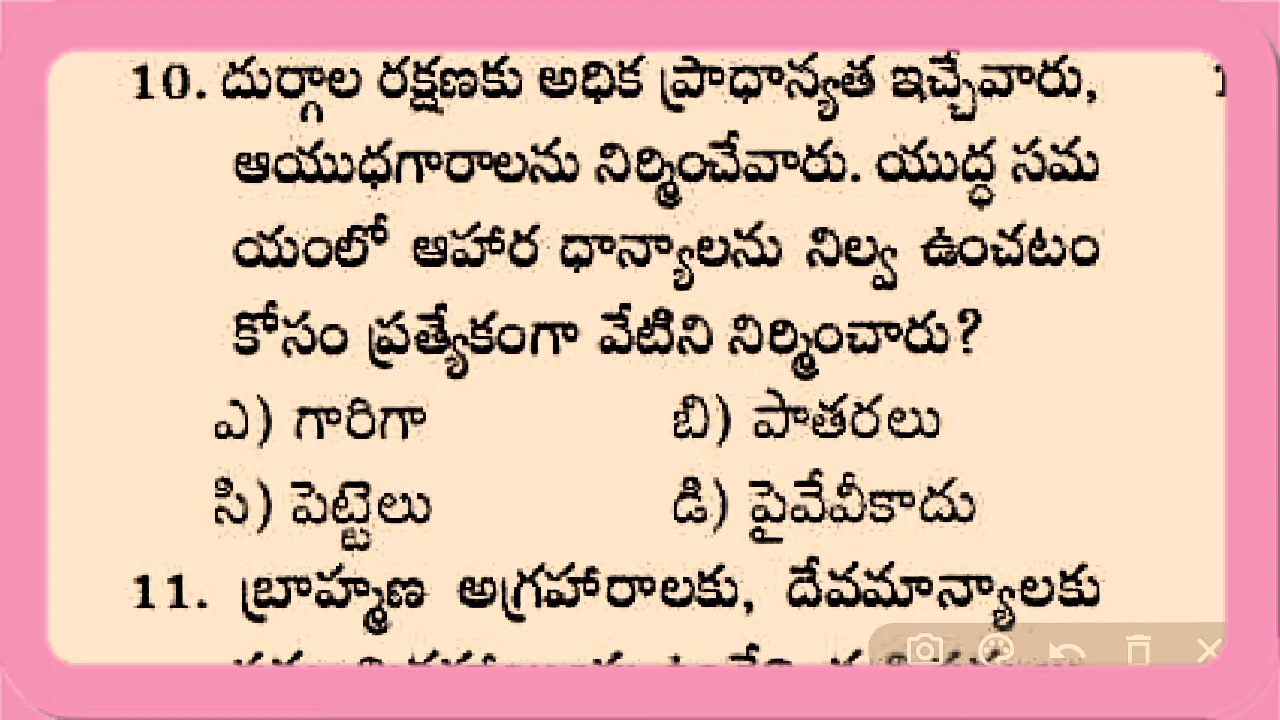 10. దుర్గాల రక్షణకు అధిక ప్రాధాన్యత ఇచ్చేవారు,
ఆయుధగారాలను నిర్మించేవారు. యుద్ధ సమ
యంలో ఆహార ధాన్యాలను నిల్వ ఉంచటం
కోసం ప్రత్యేకంగా వేటిని నిర్మించారు?
ఎ) గారిగా బి) పాతరలు
సి) పెట్టెలు డి) పైవేవీకాదు
11. బ్రాహ్మణ అగ్రహారాలకు, దేవమాన్యాలకు